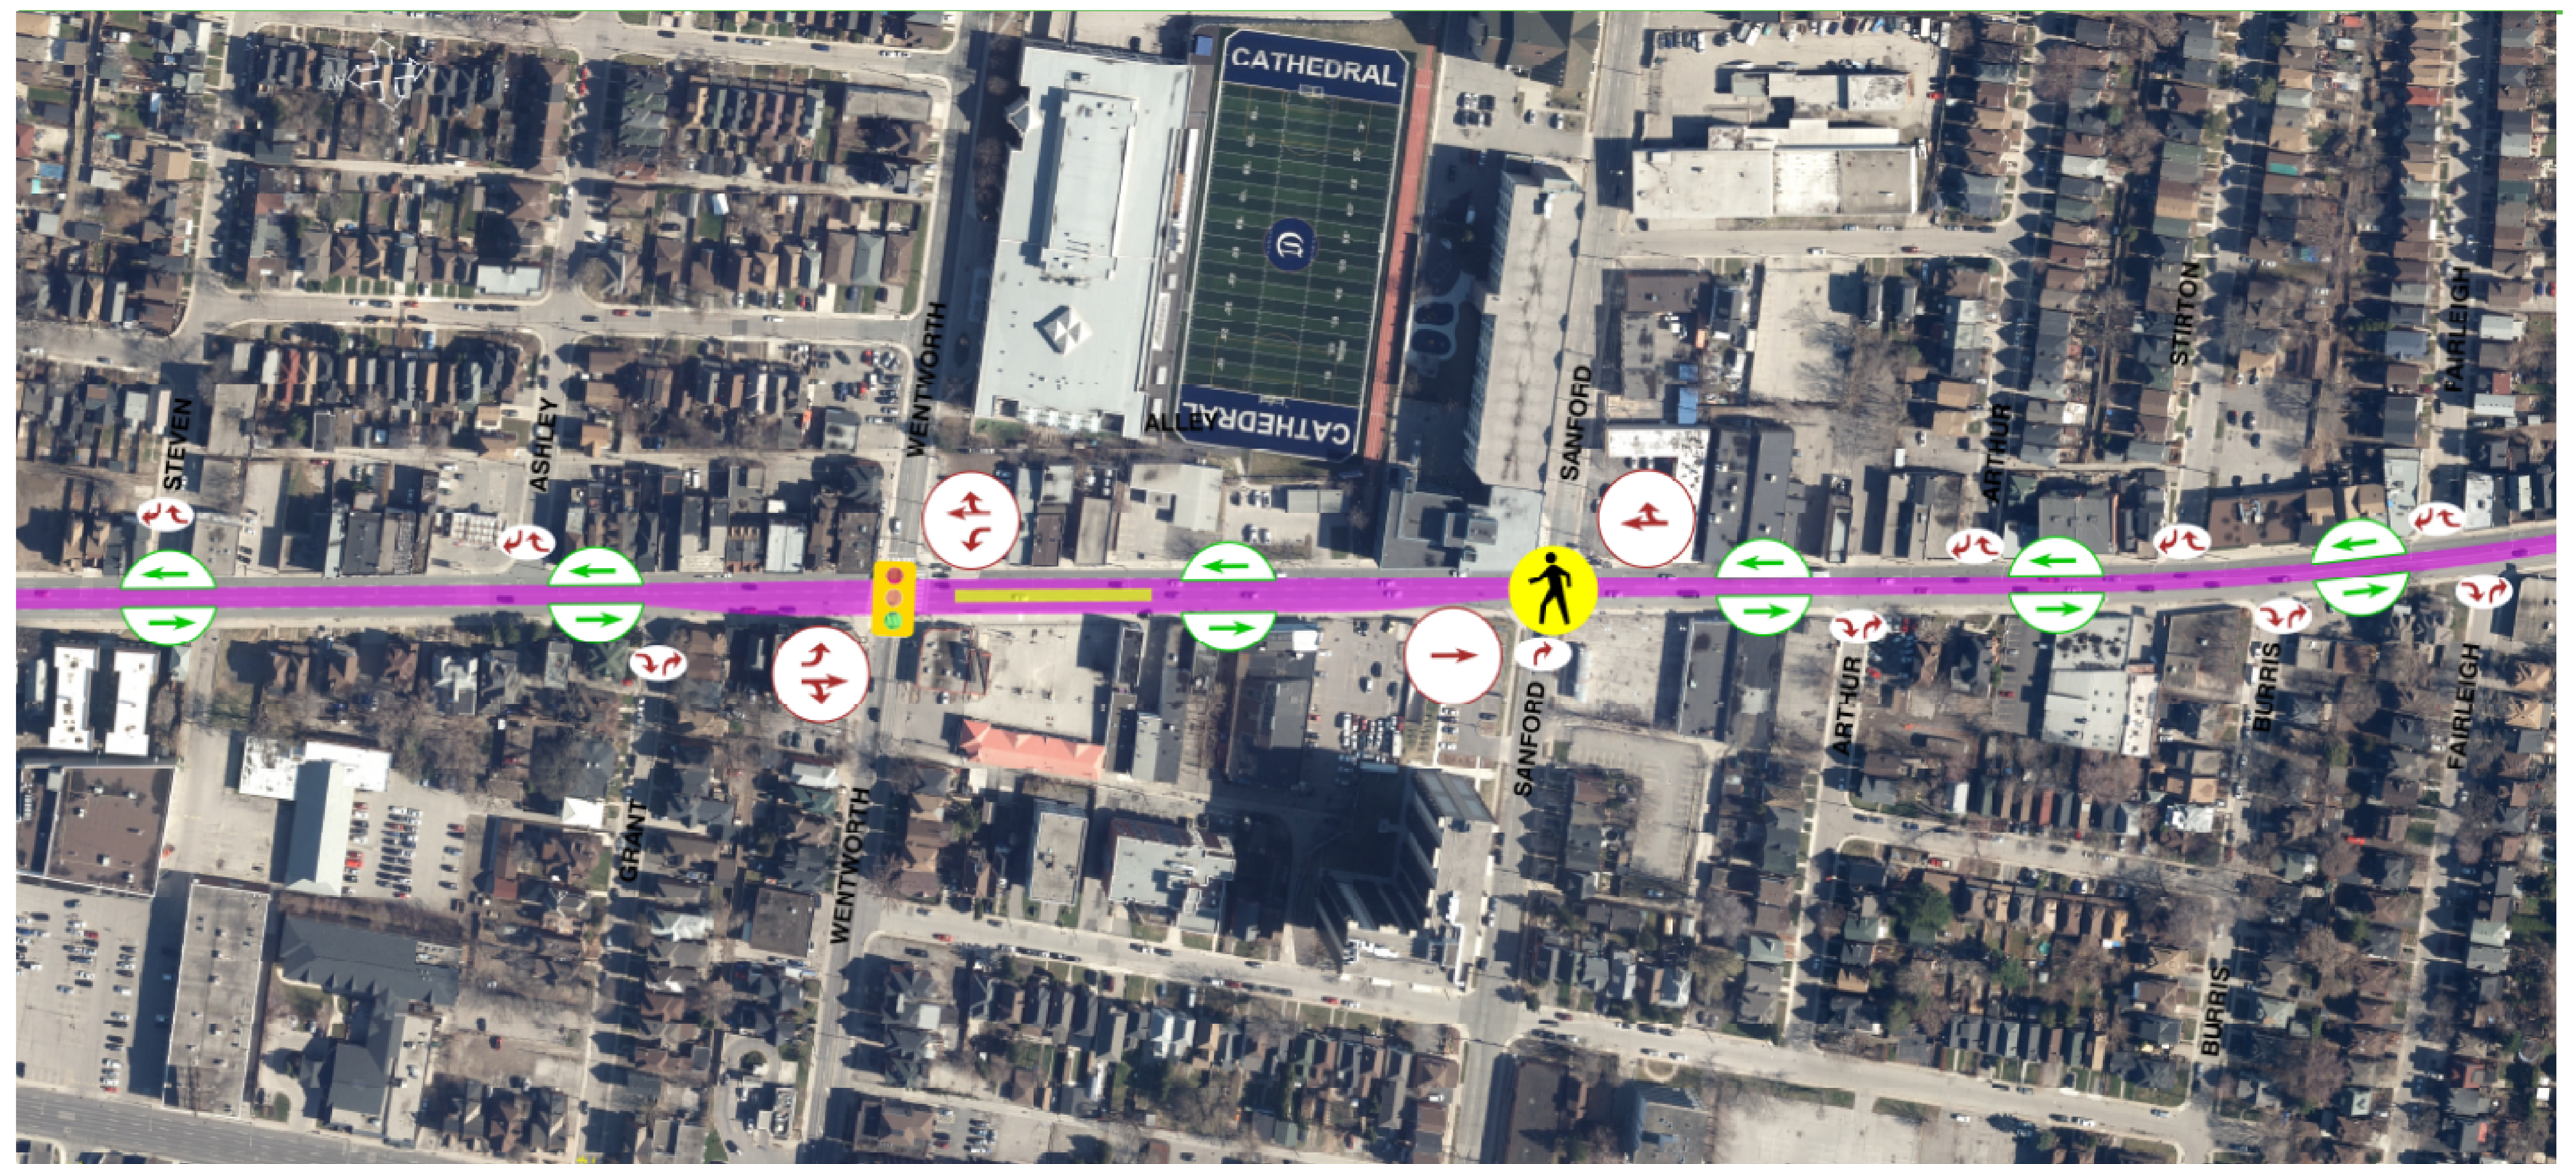 CATHEDRAL
C
WENTWORTH
STIRTON
FAIRLEIGH
STEVEN
ASHLEY
ALLEY
CATHEDRAL
SANFORD
ARTHUR
GRANT
WENTWORTH
SANFORD
ARTHUR
BURRIS
FAIRLEIGH
BURRIS